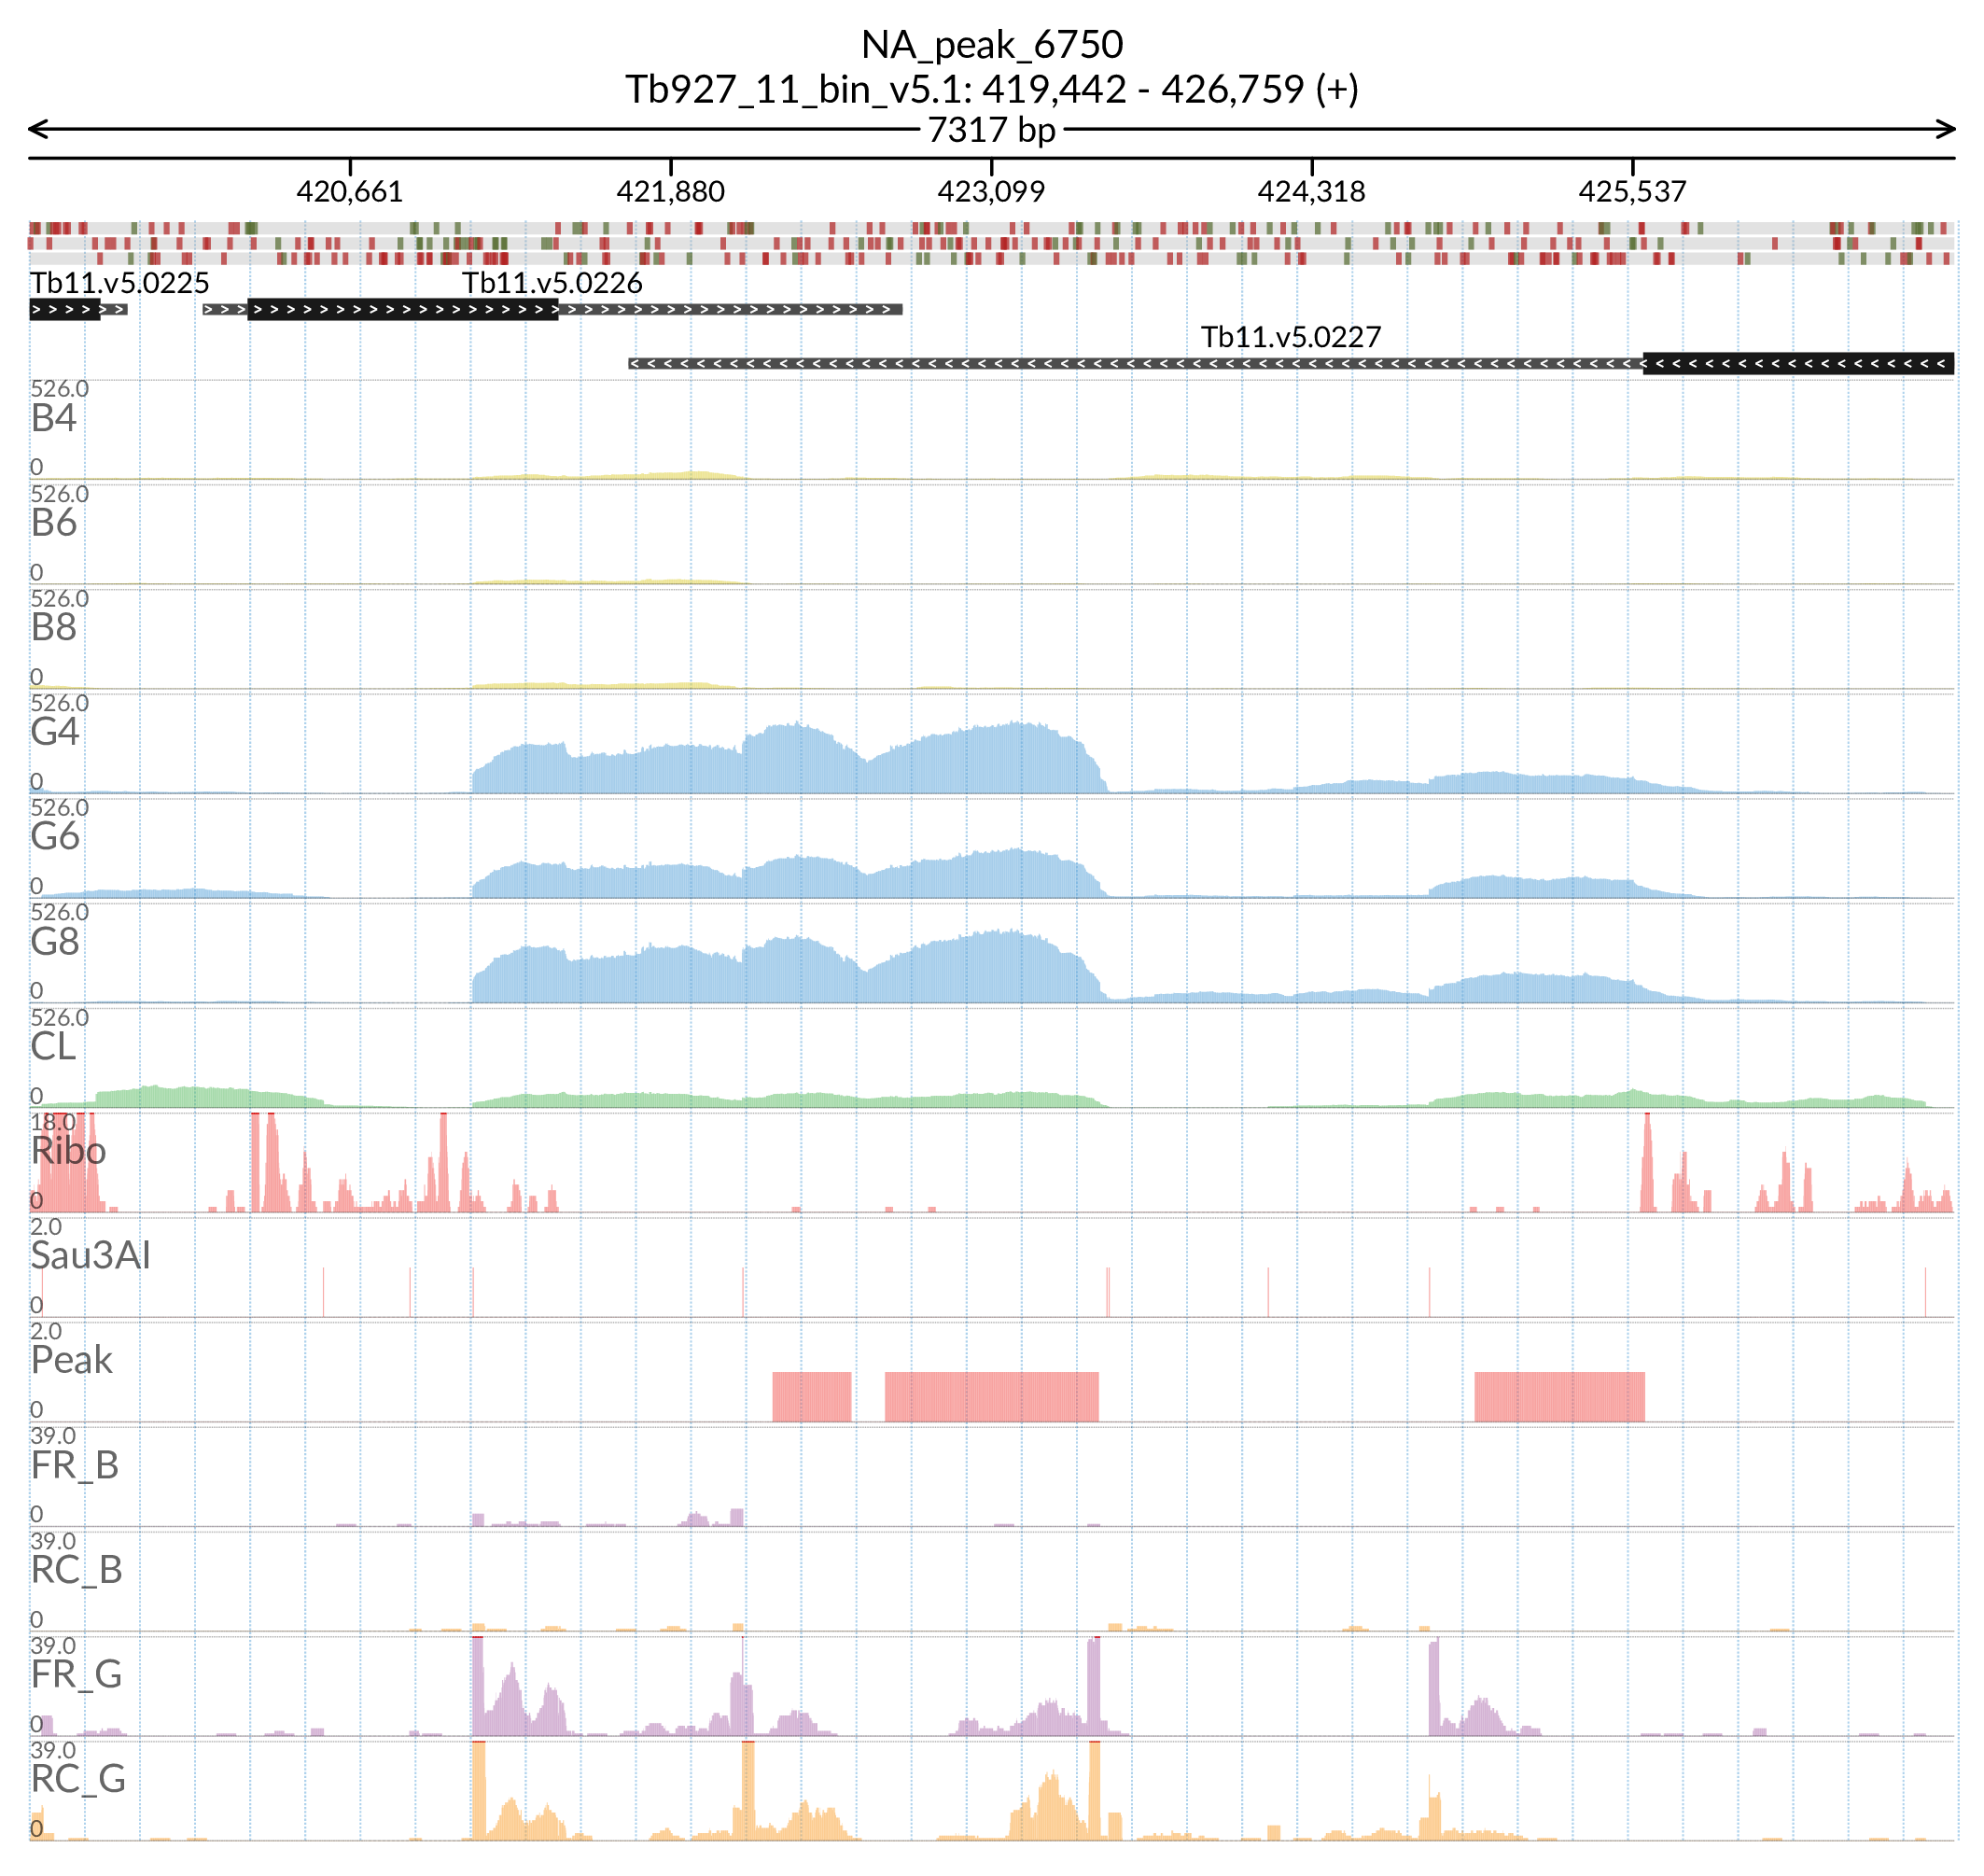 NA_peak_6750
Tb927_11_bin_v5.1: 419,442 - 426,759 (+)
7317 bp
420,661 421,880 423,099 424,318 425,537
Tb11.v5.0225 Tb11.v5.0226
Tb11.v5.0227
526.0
B4
0
526.0
B6
0
526.0
B8
0
526.0
G4
0
526.0
G6
0
526.0
G8
0
526.0
CL
0
18.0
Ribo
0
2.0
Sau3AI
0
2.0
Peak
0
39.0
FR_B
0
39.0
RC_B
0
39.0
FR_G
0
39.0
RC_G
0